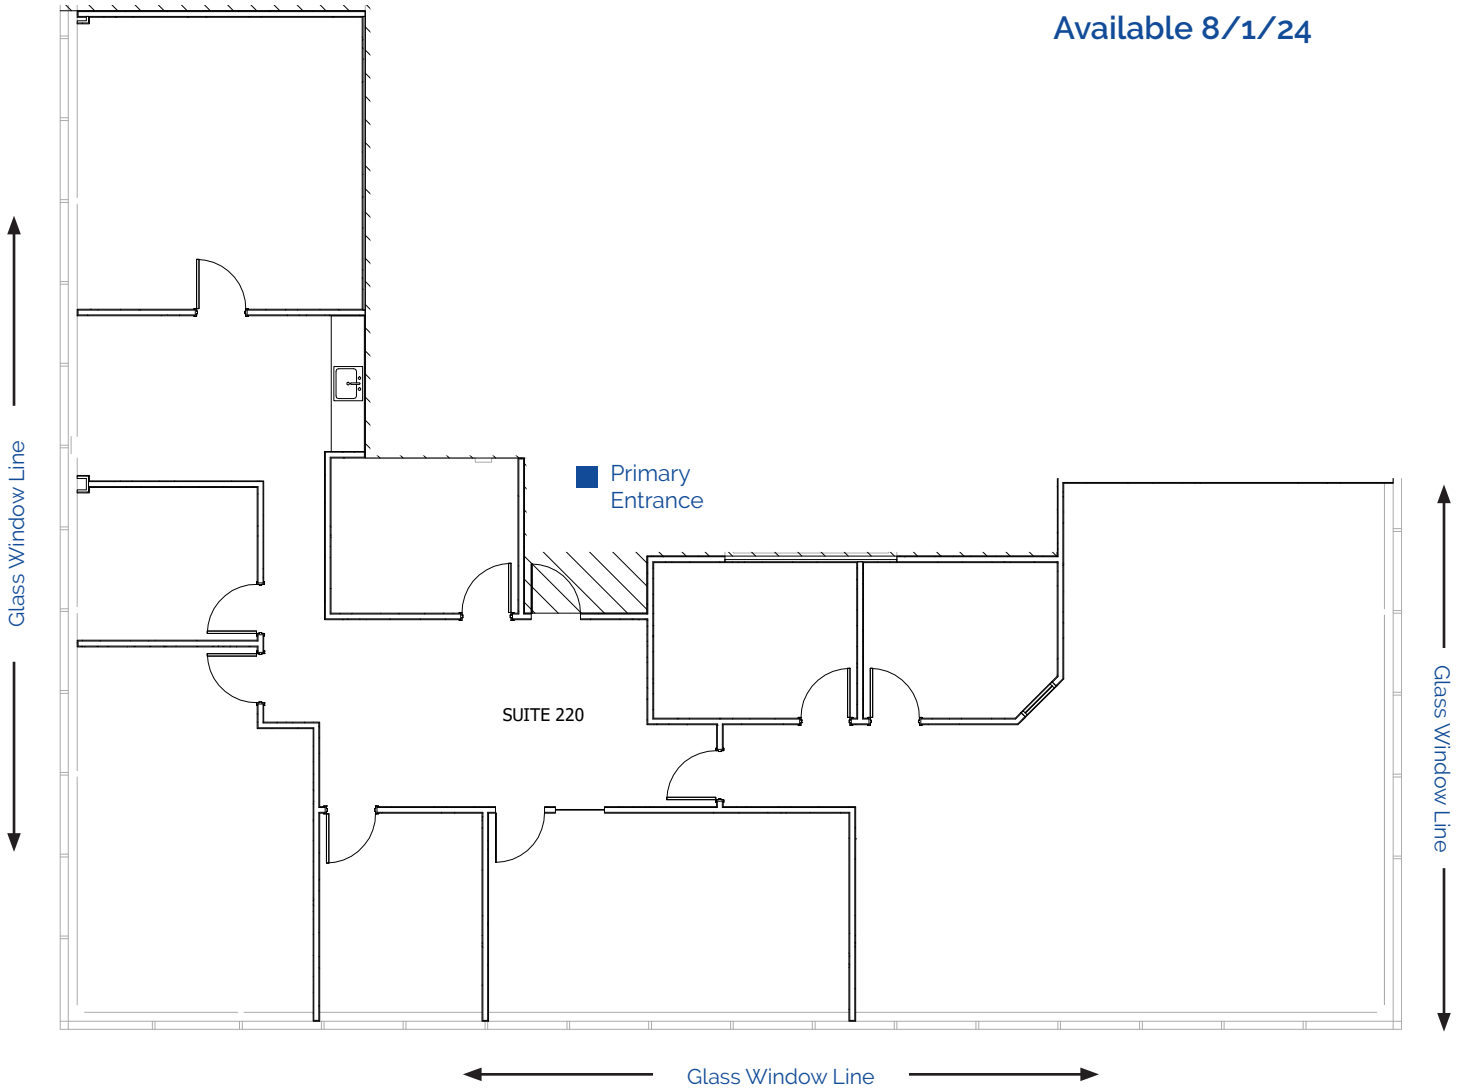 Available 8/1/24
Glass Window Line
Primary
Entrance
SUITE 220
Glass Window Line
Glass Window Line